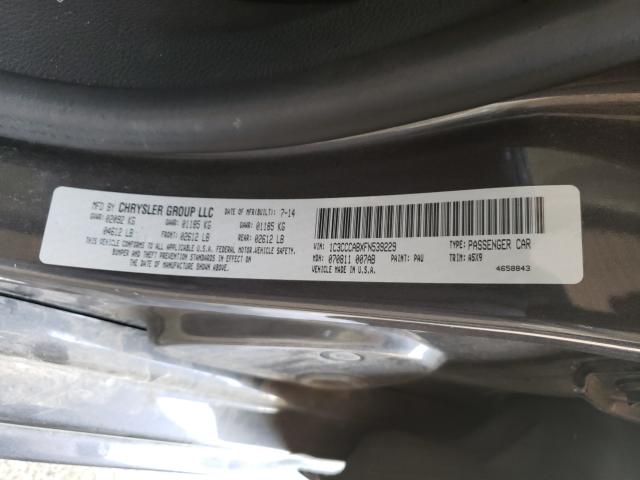 MFD BY CHRYSLER GROUP LLC DATE OF MFR(BUILT): 7-14
GVWR: 02092 KG GAWR: 01185 KG GAWR: 01185 KG
04612 LB FRONT: 02612 LB REAR: 02612 LB
THIS VEHICLE CONFORMS TO ALL APPLICABLE U.S.A. FEDERAL MOTOR VEHICLE SAFETY,
BUMPER AND THEFT PREVENTION STANDARDS IN EFFECT ON
THE DATE OF MANUFACTURE SHOWN ABOVE.
VIN: 1C3CCCABXFN539229 TYPE: PASSENGER CAR
MDH: 070811 007AB PAINT: PAU TRIM: A5X9
VEHICLE MADE IN U.S.A. 4658843